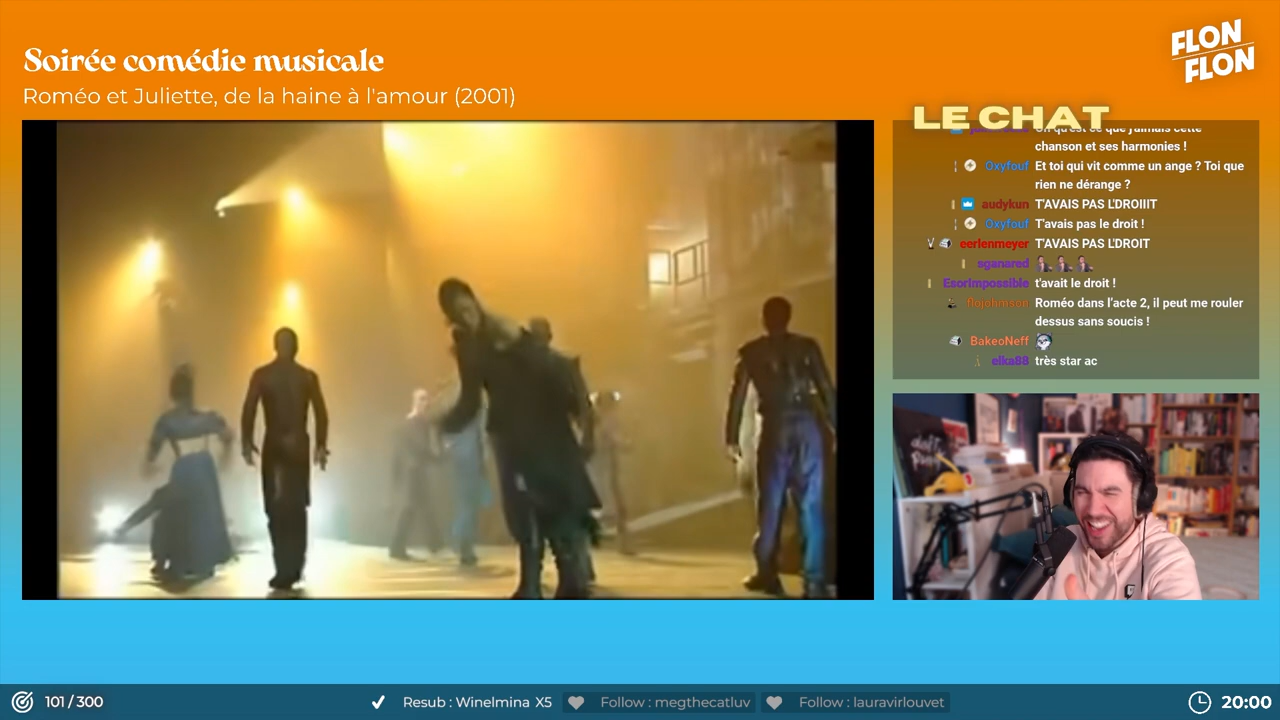 Soirée comédie musicale
Roméo et Juliette, de la haine à l'amour (2001)
FLON
FLON
LE CHAT
chanson et ses harmonies !
Oxyfouf Et toi qui vit comme un ange ? Toi que
rien ne dérange ?
audykun T'AVAIS PAS L'DROIIIT
Oxyfouf T'avais pas le droit !
eerlenmeyer T'AVAIS PAS L'DROIT
sganared
EsorImpossible t'avait le droit !
flojohnson Roméo dans l'acte 2, il peut me rouler
dessus sans soucis !
BakeoNeff
elka88 très star ac
101 / 300
Resub : Winelmina X5
Follow : megthecatluv
Follow : lauravirlouvet
20:00